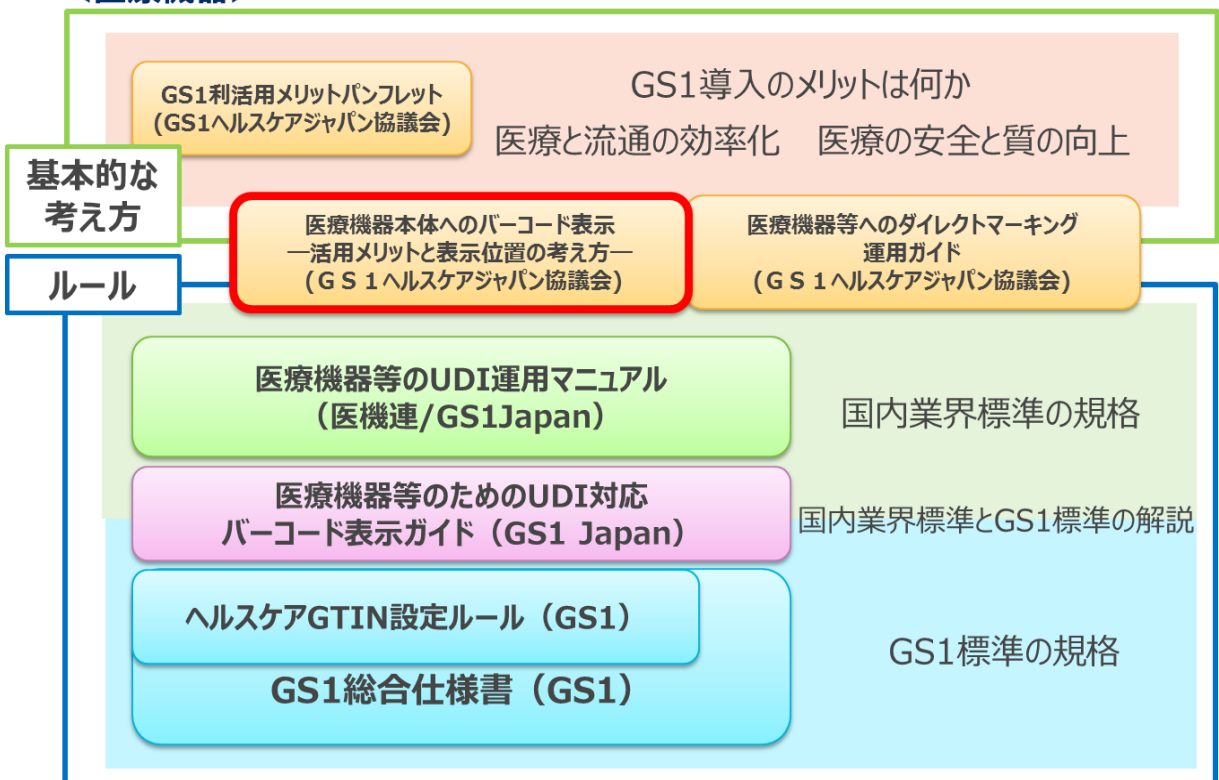 GS1利活用メリットパンフレット
(GS1ヘルスケアジャパン協議会)
GS1導入のメリットは何か
医療と流通の効率化 医療の安全と質の向上
基本的な
考え方
医療機器本体へのバーコード表示
―活用メリットと表示位置の考え方―
(ＧＳ１ヘルスケアジャパン協議会)
医療機器等へのダイレクトマーキング
運用ガイド
(ＧＳ１ヘルスケアジャパン協議会)
ルール
医療機器等のUDI運用マニュアル
（医機連/GS1Japan）
国内業界標準の規格
医療機器等のためのUDI対応
バーコード表示ガイド（GS1 Japan）
国内業界標準とGS1標準の解説
ヘルスケアGTIN設定ルール（GS1）
GS1総合仕様書（GS1）
GS1標準の規格